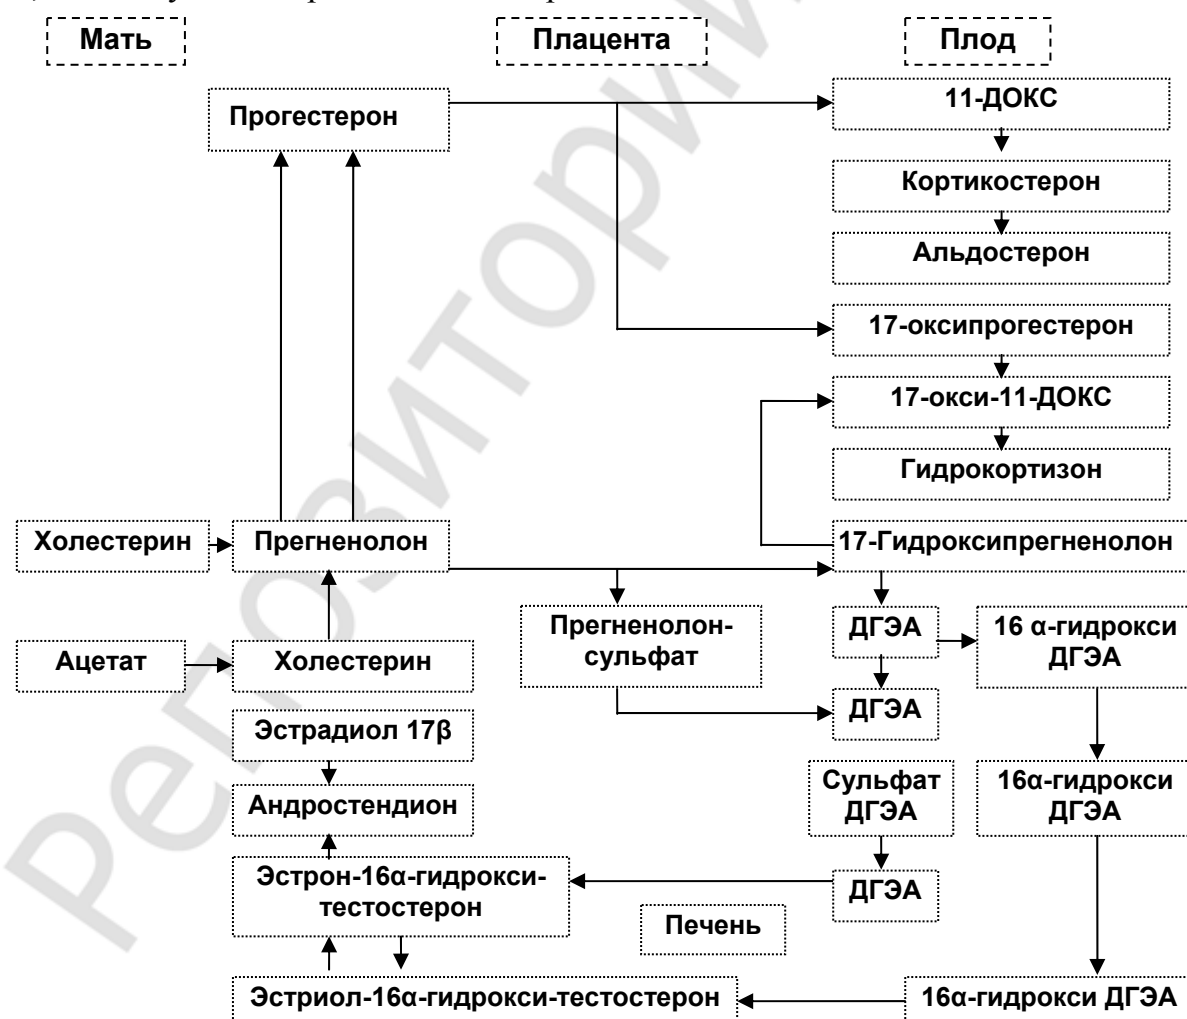 Мать
Плацента
Плод
Прогестерон
11-ДОКС
Кортикостерон
Альдостерон
17-оксипрогестерон
17-окси-11-ДОКС
Гидрокортизон
Холестерин
Прегненолон
17-Гидроксипрегненолон
Прегненолон-
сульфат
ДГЭА
16 α-гидрокси
ДГЭА
Ацетат
Холестерин
ДГЭА
Эстрадиол 17β
Андростендион
Сульфат
ДГЭА
16α-гидрокси
ДГЭА
Эстрон-16α-гидрокси-
тестостерон
ДГЭА
Печень
Эстриол-16α-гидрокси-тестостерон
16α-гидрокси ДГЭА